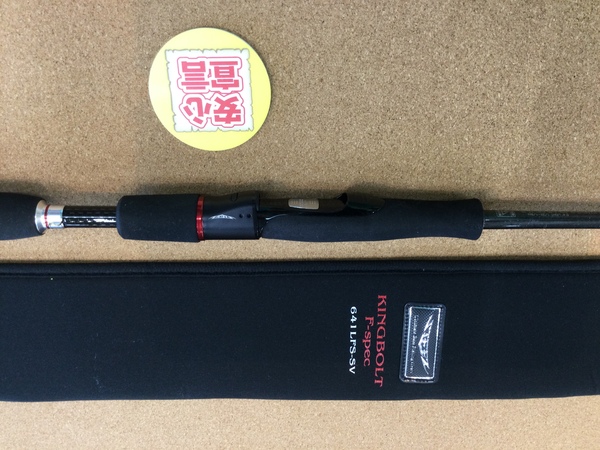 安心
宣言
KINGBOLT
F-spec
641LFS-SV